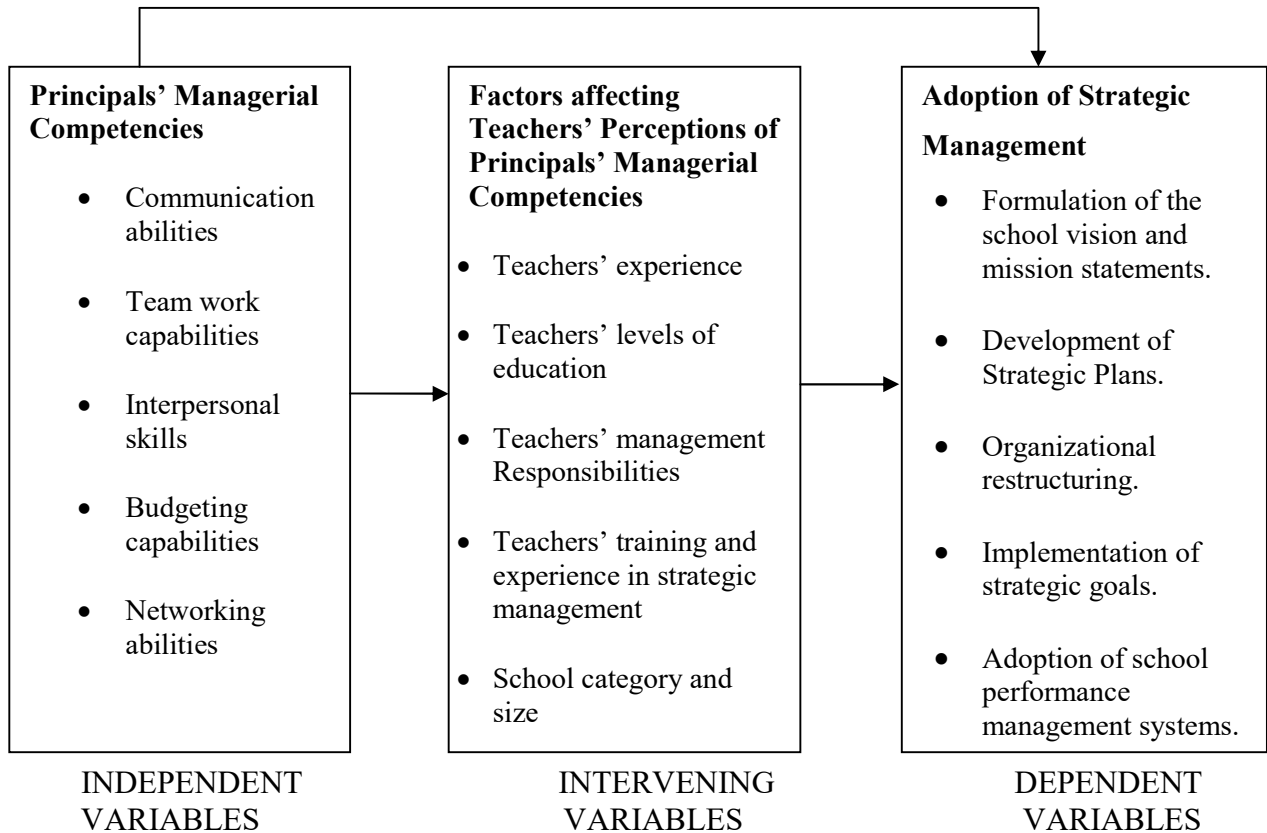 Principals’ Managerial
Competencies
• Communication
abilities
• Team work
capabilities
• Interpersonal
skills
• Budgeting
capabilities
• Networking
abilities
INDEPENDENT
VARIABLES
Factors affecting
Teachers’ Perceptions of
Principals’ Managerial
Competencies
• Teachers’ experience
• Teachers’ levels of
education
• Teachers’ management
Responsibilities
• Teachers’ training and
experience in strategic
management
• School category and
size
INTERVENING
VARIABLES
Adoption of Strategic
Management
• Formulation of the
school vision and
mission statements.
• Development of
Strategic Plans.
• Organizational
restructuring.
• Implementation of
strategic goals.
• Adoption of school
performance
management systems.
DEPENDENT
VARIABLES